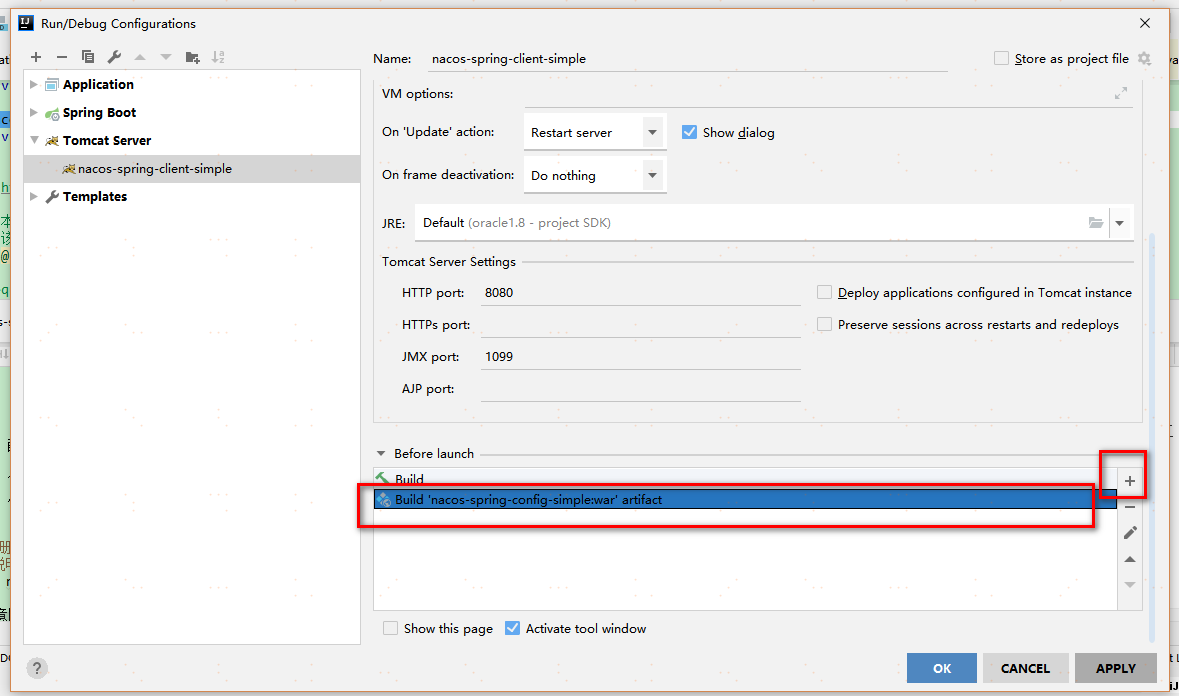 Run/Debug Configurations
Name: nacos-spring-client-simple
Store as project file
Application
Spring Boot
Tomcat Server
nacos-spring-client-simple
Templates
VM options:
On 'Update' action: Restart server
Show dialog
On frame deactivation: Do nothing
JRE: Default (oracle1.8 - project SDK)
Tomcat Server Settings
HTTP port: 8080
Deploy applications configured in Tomcat instance
HTTPs port:
Preserve sessions across restarts and redeploys
JMX port: 1099
AJP port:
Before launch
Build
Build 'nacos-spring-config-simple:war' artifact
Show this page
Activate tool window
?
OK
CANCEL
APPLY